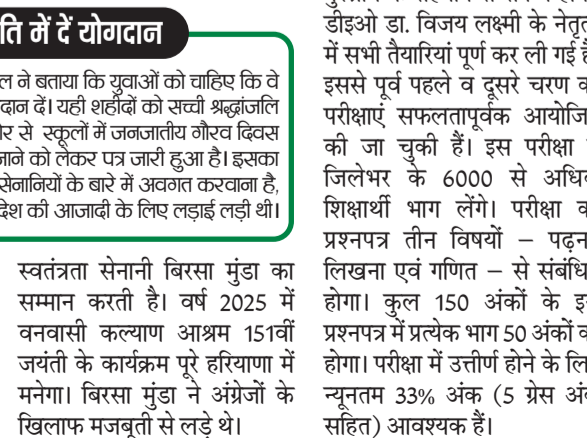 में दें योगदान
ने बताया कि युवाओं को चाहिए कि वे
दें। यही शहीदों को सच्ची श्रद्धांजलि
से स्कूलों में जनजातीय गौरव दिवस
को लेकर पत्र जारी हुआ है। इसका
सेनानियों के बारे में अवगत करवाना है,
की आजादी के लिए लड़ाई लड़ी थी।
स्वतंत्रता सेनानी बिरसा मुंडा का
सम्मान करती है। वर्ष 2025 में
वनवासी कल्याण आश्रम 151वीं
जयंती के कार्यक्रम पूरे हरियाणा में
मनेगा। बिरसा मुंडा ने अंग्रेजों के
खिलाफ मजबूती से लड़े थे।
डीइओ डा. विजय लक्ष्मी के
में सभी तैयारियां पूर्ण कर ली गई
इससे पूर्व पहले व दूसरे चरण
परीक्षाएं सफलतापूर्वक
की जा चुकी हैं। इस परीक्षा
जिलेभर के 6000 से
शिक्षार्थी भाग लेंगे। परीक्षा
प्रश्नपत्र तीन विषयों –
लिखना एवं गणित – से
होगा। कुल 150 अंकों के
प्रश्नपत्र में प्रत्येक भाग 50 अंकों
होगा। परीक्षा में उत्तीर्ण होने के
न्यूनतम 33% अंक (5 ग्रेस
सहित) आवश्यक हैं।